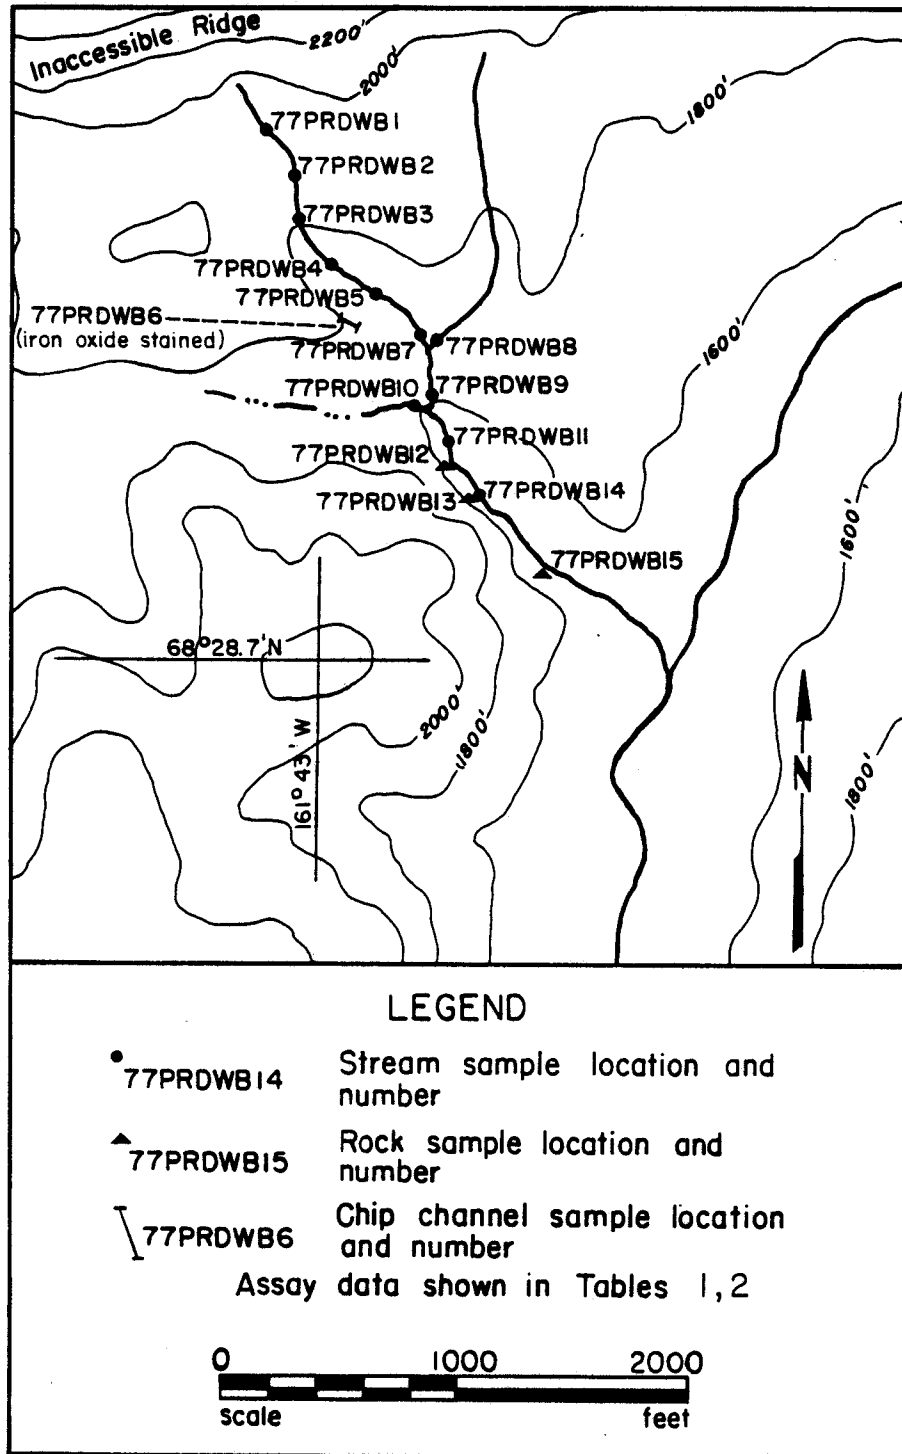 Inaccessible Ridge
2200'
2000'
1800'
77PRDWB1
77PRDWB2
77PRDWB3
77PRDWB4
77PRDWB5
77PRDWB6
(iron oxide stained)
77PRDWB7
77PRDWB8
1600'
77PRDWB10
77PRDWB9
77PRDWB11
77PRDWB12
77PRDWB13
77PRDWB14
1600'
77PRDWB15
68° 28.7' N
2000'
1800'
161° 43' W
N
1800'
LEGEND
77PRDWB14
Stream sample location and
number
77PRDWB15
Rock sample location and
number
77PRDWB6
Chip channel sample location
and number
Assay data shown in Tables 1,2
0 1000 2000
scale feet